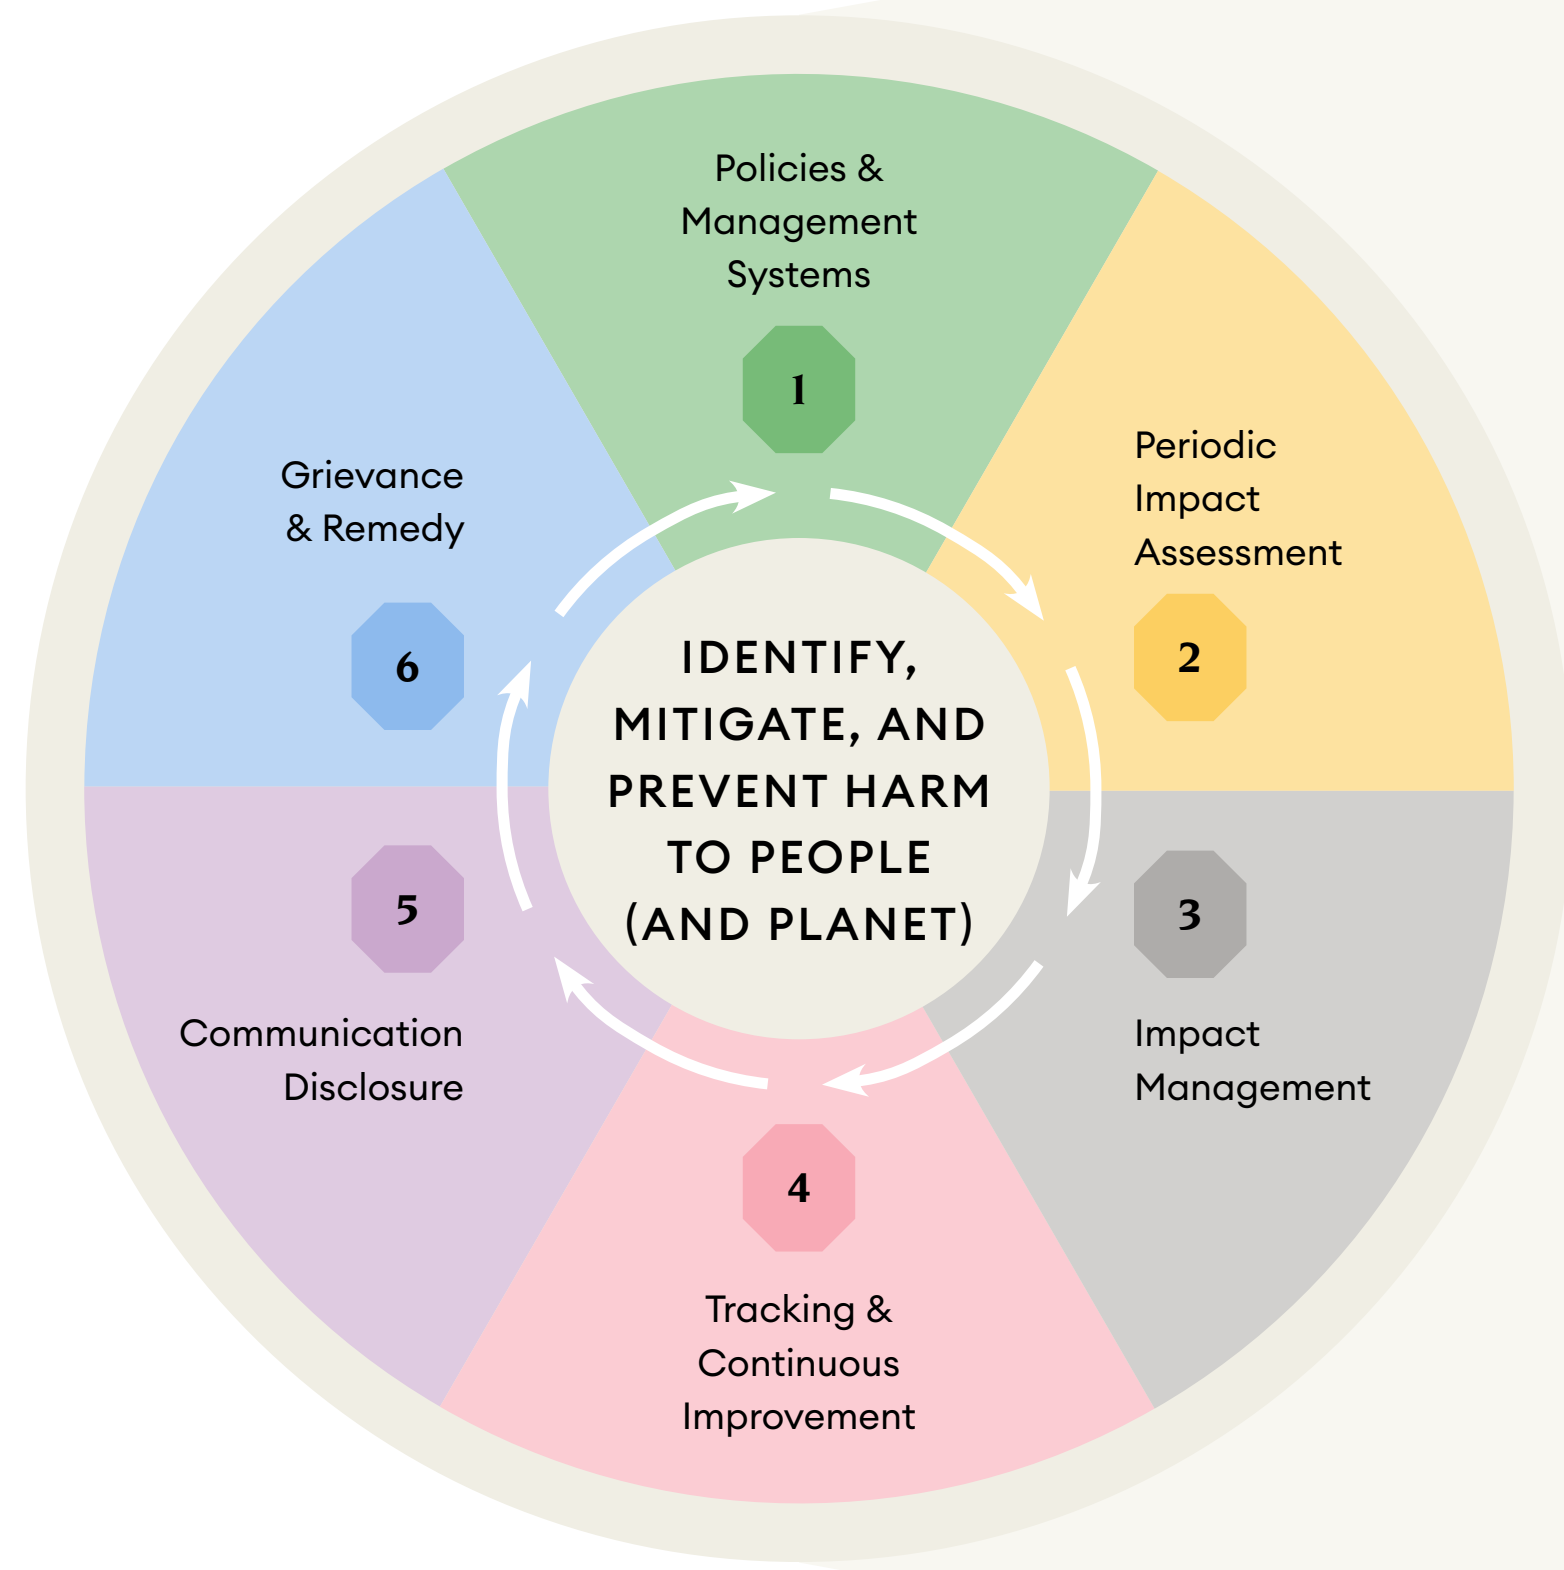 Policies &
Management
Systems
1
Periodic
Impact
Assessment
2
3
Impact
Management
4
Tracking &
Continuous
Improvement
5
Communication
Disclosure
Grievance
& Remedy
6
IDENTIFY,
MITIGATE, AND
PREVENT HARM
TO PEOPLE
(AND PLANET)